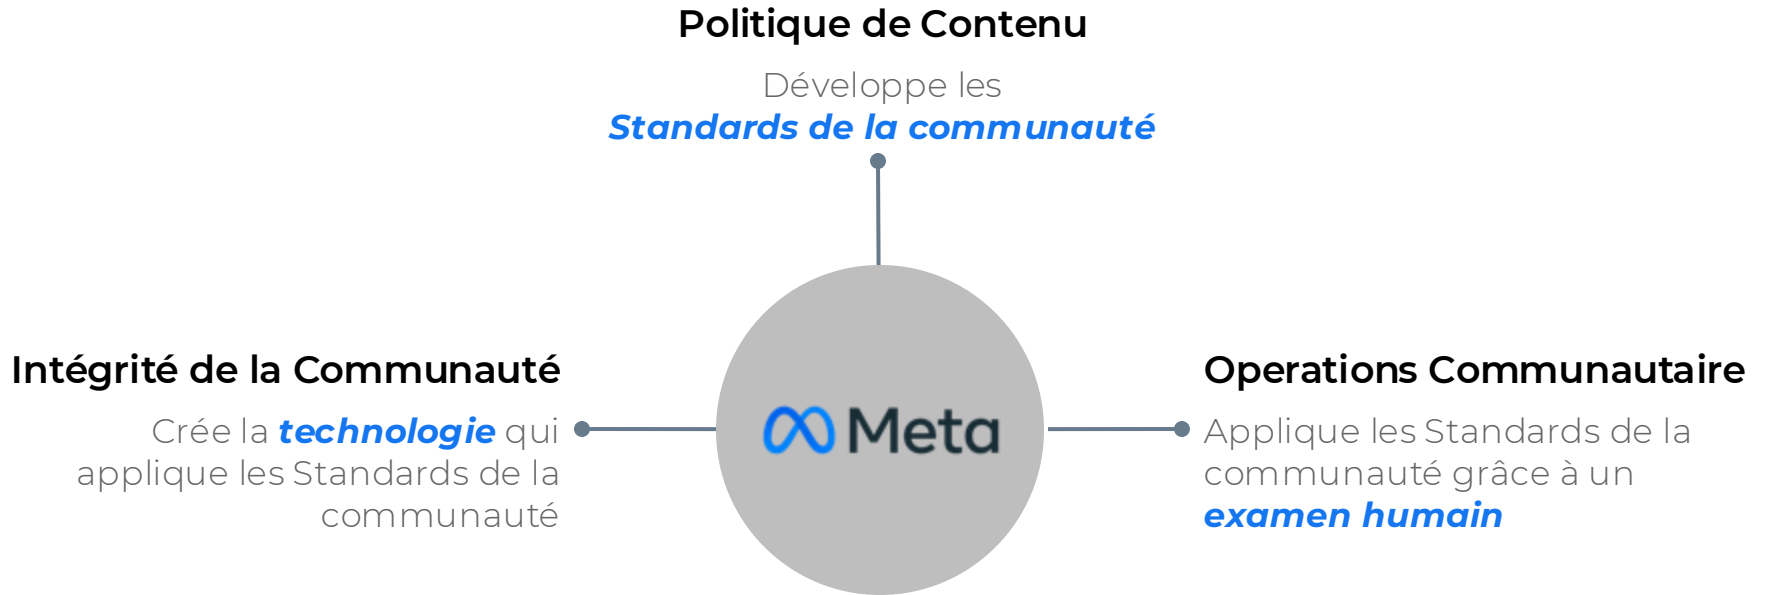 Politique de Contenu
Développe les
Standards de la communauté
Intégrité de la Communauté
Crée la technologie qui
applique les Standards de la
communauté
Meta
Operations Communautaire
Applique les Standards de la
communauté grâce à un
examen humain